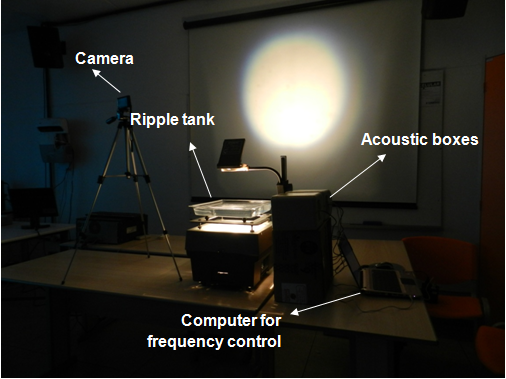 Camera
Ripple tank
Acoustic boxes
Computer for
frequency control